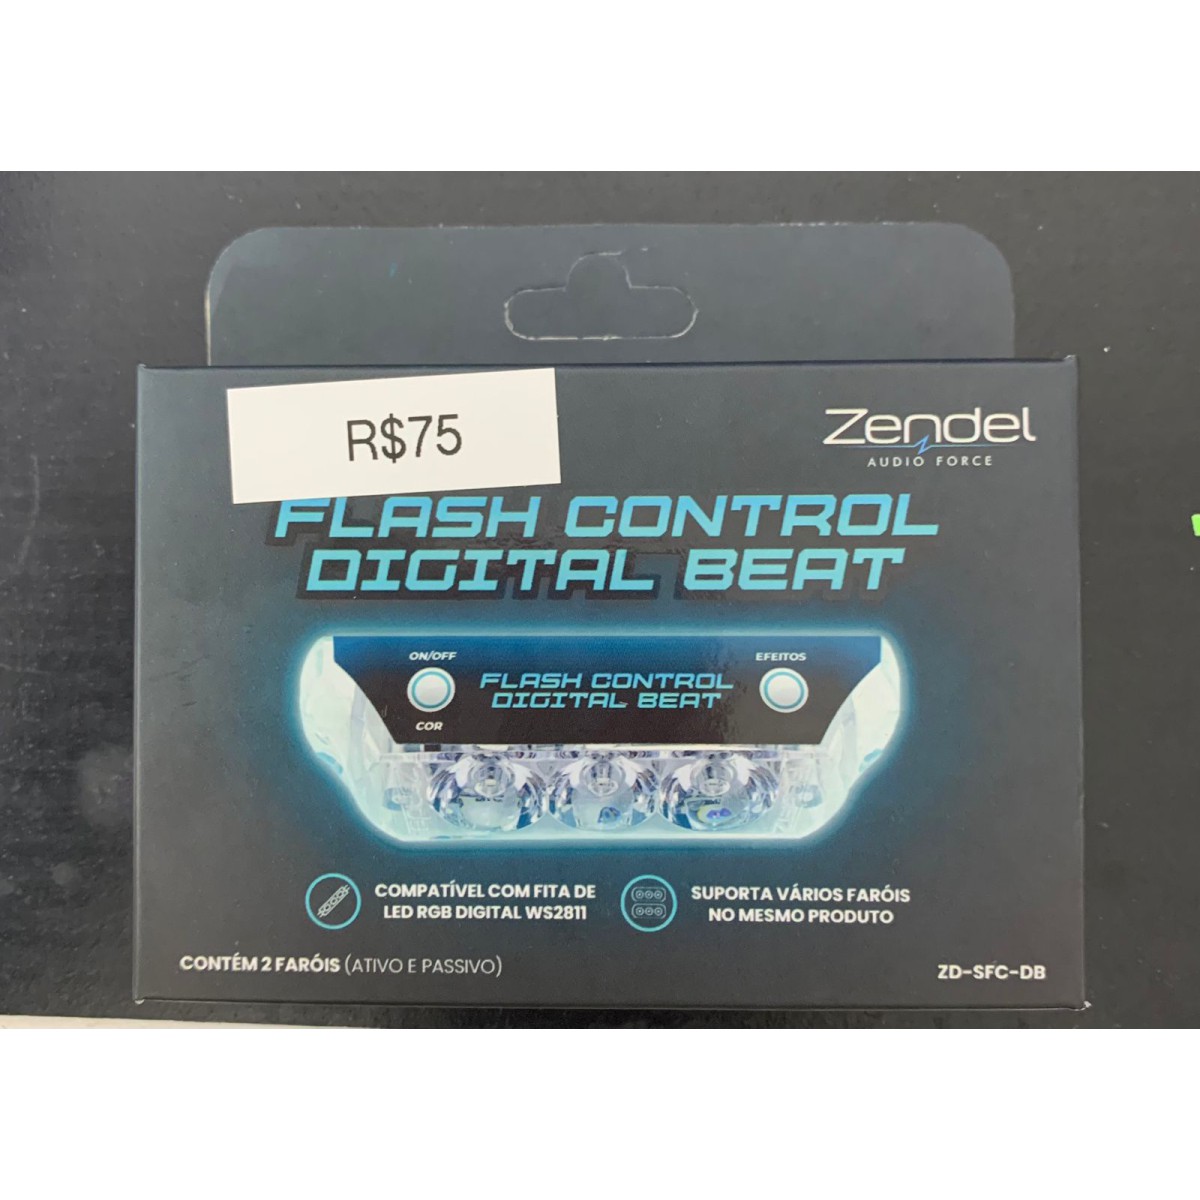 R$75
Zendel
AUDIO FORCE
FLASH CONTROL
DIGITAL BEAT
ON/OFF
EFEITOS
FLASH CONTROL
DIGITAL BEAT
COR
COMPATÍVEL COM FITA DE
LED RGB DIGITAL WS2811
SUPORTA VÁRIOS FARÓIS
NO MESMO PRODUTO
CONTÉM 2 FARÓIS (ATIVO E PASSIVO)
ZD-SFC-DB